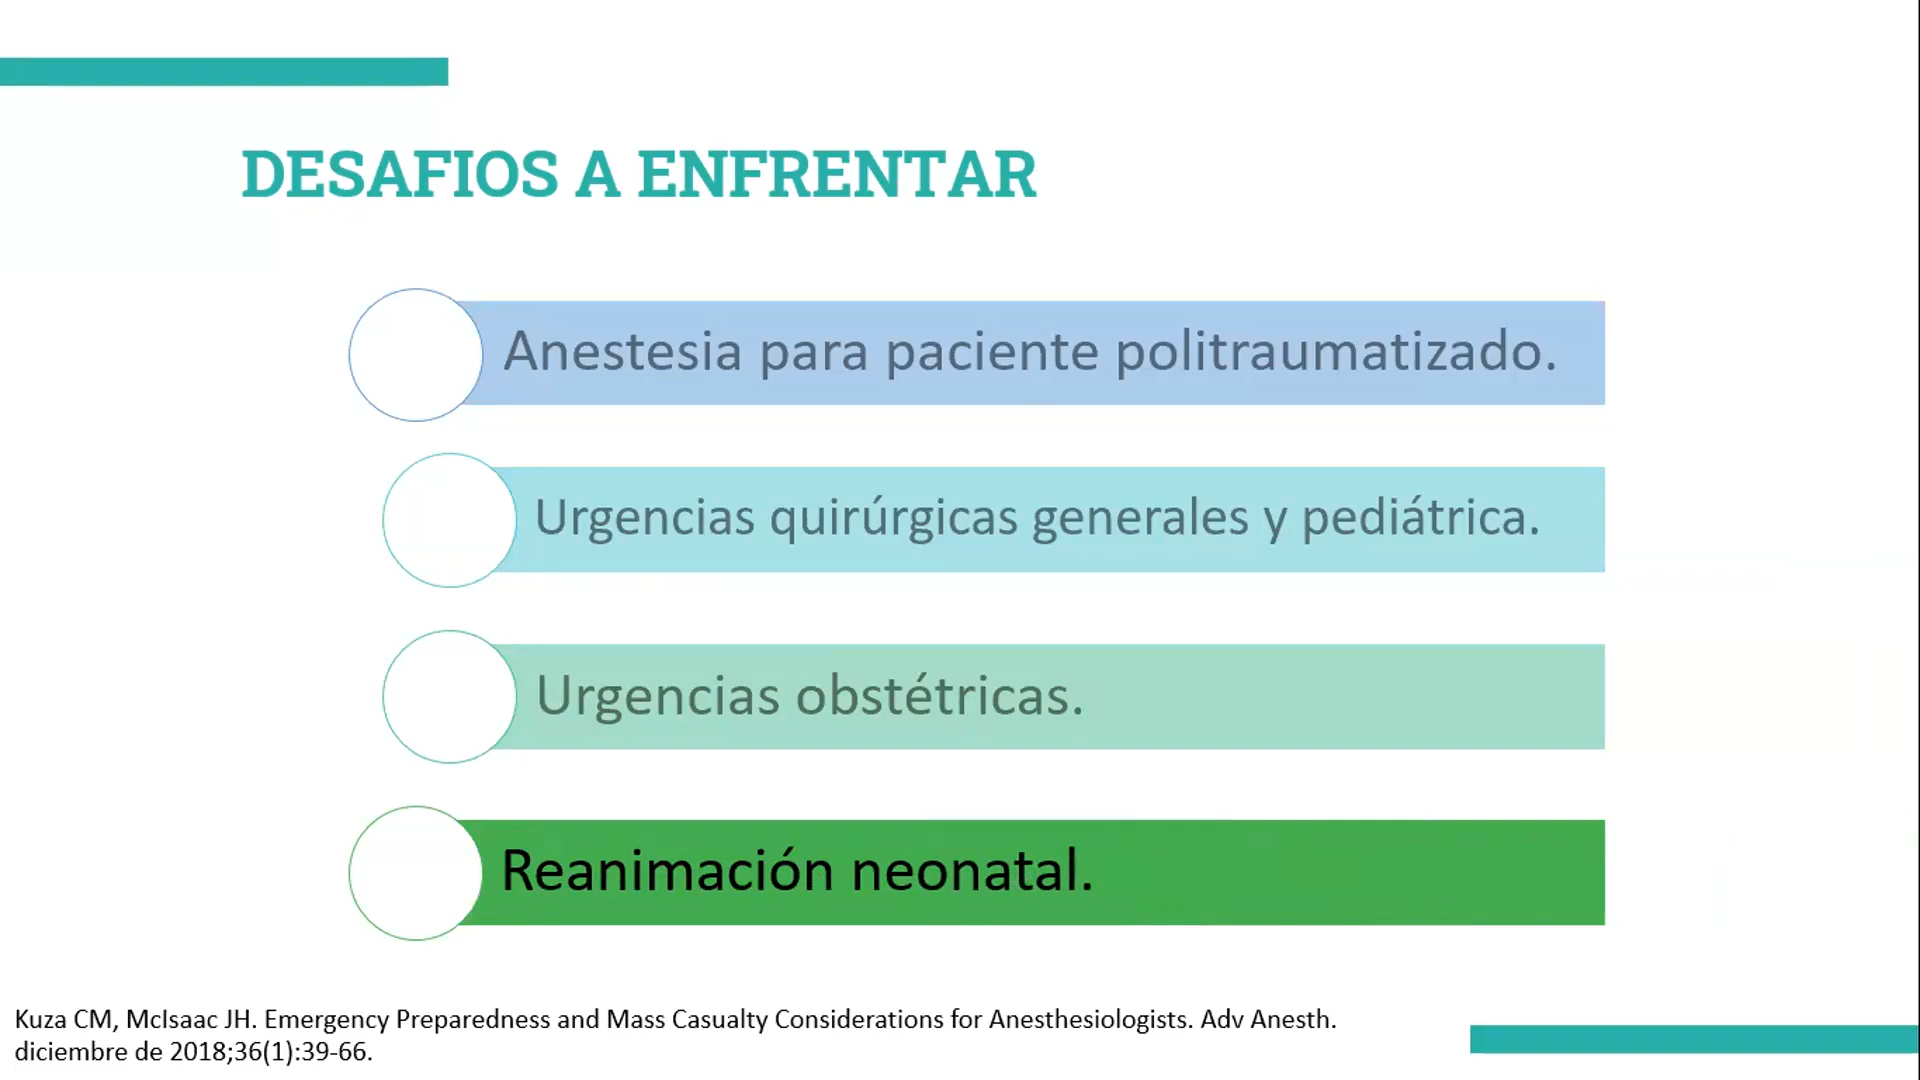 DESAFIOS A ENFRENTAR
Anestesia para paciente politraumatizado.
Urgencias quirúrgicas generales y pediátrica.
Urgencias obstétricas.
Reanimación neonatal.
Kuza CM, McIsaac JH. Emergency Preparedness and Mass Casualty Considerations for Anesthesiologists. Adv Anesth.
diciembre de 2018;36(1):39-66.